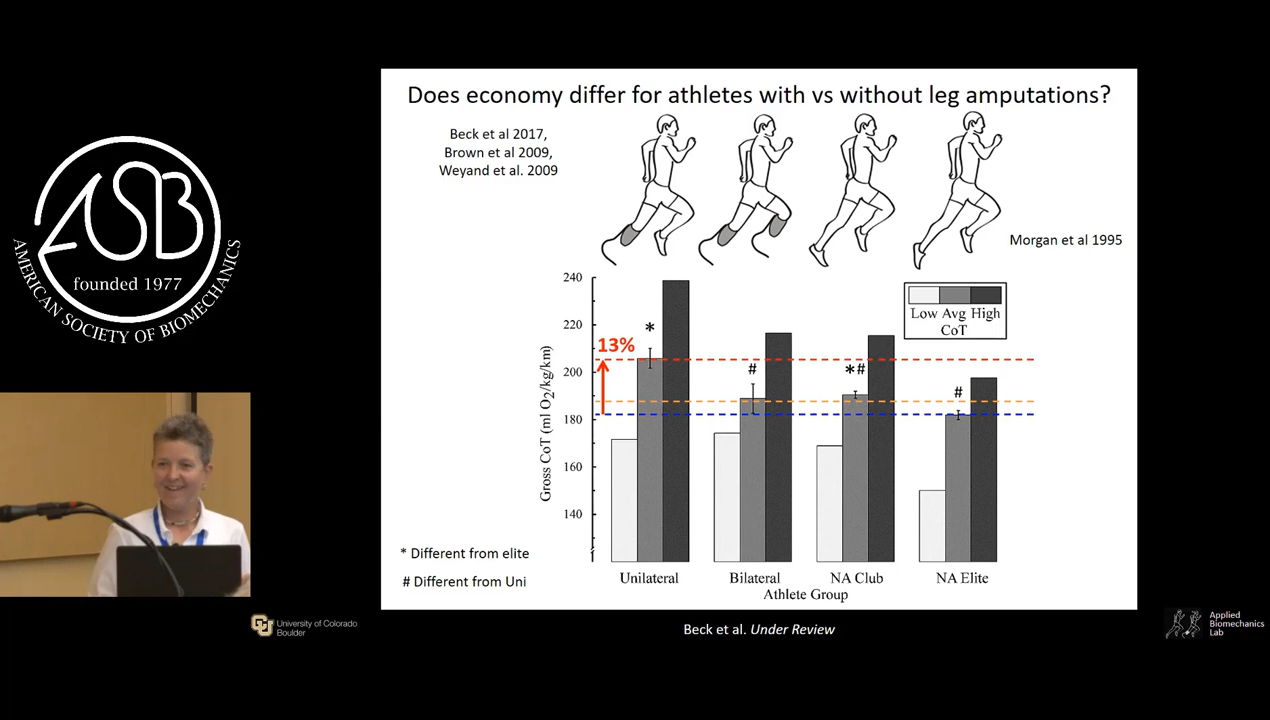 ASB
AMERICAN SOCIETY OF BIOMECHANICS
founded 1977
Does economy differ for athletes with vs without leg amputations?
Beck et al 2017,
Brown et al 2009,
Weyand et al. 2009
Morgan et al 1995
Gross CoT (ml O₂/kg/km)
240
220
200
180
160
140
13%
*
#
*#
#
Low Avg High
CoT
* Different from elite
# Different from Uni
Unilateral Bilateral NA Club NA Elite
Athlete Group
CU
University of Colorado
Boulder
Beck et al. Under Review
Applied
Biomechanics
Lab